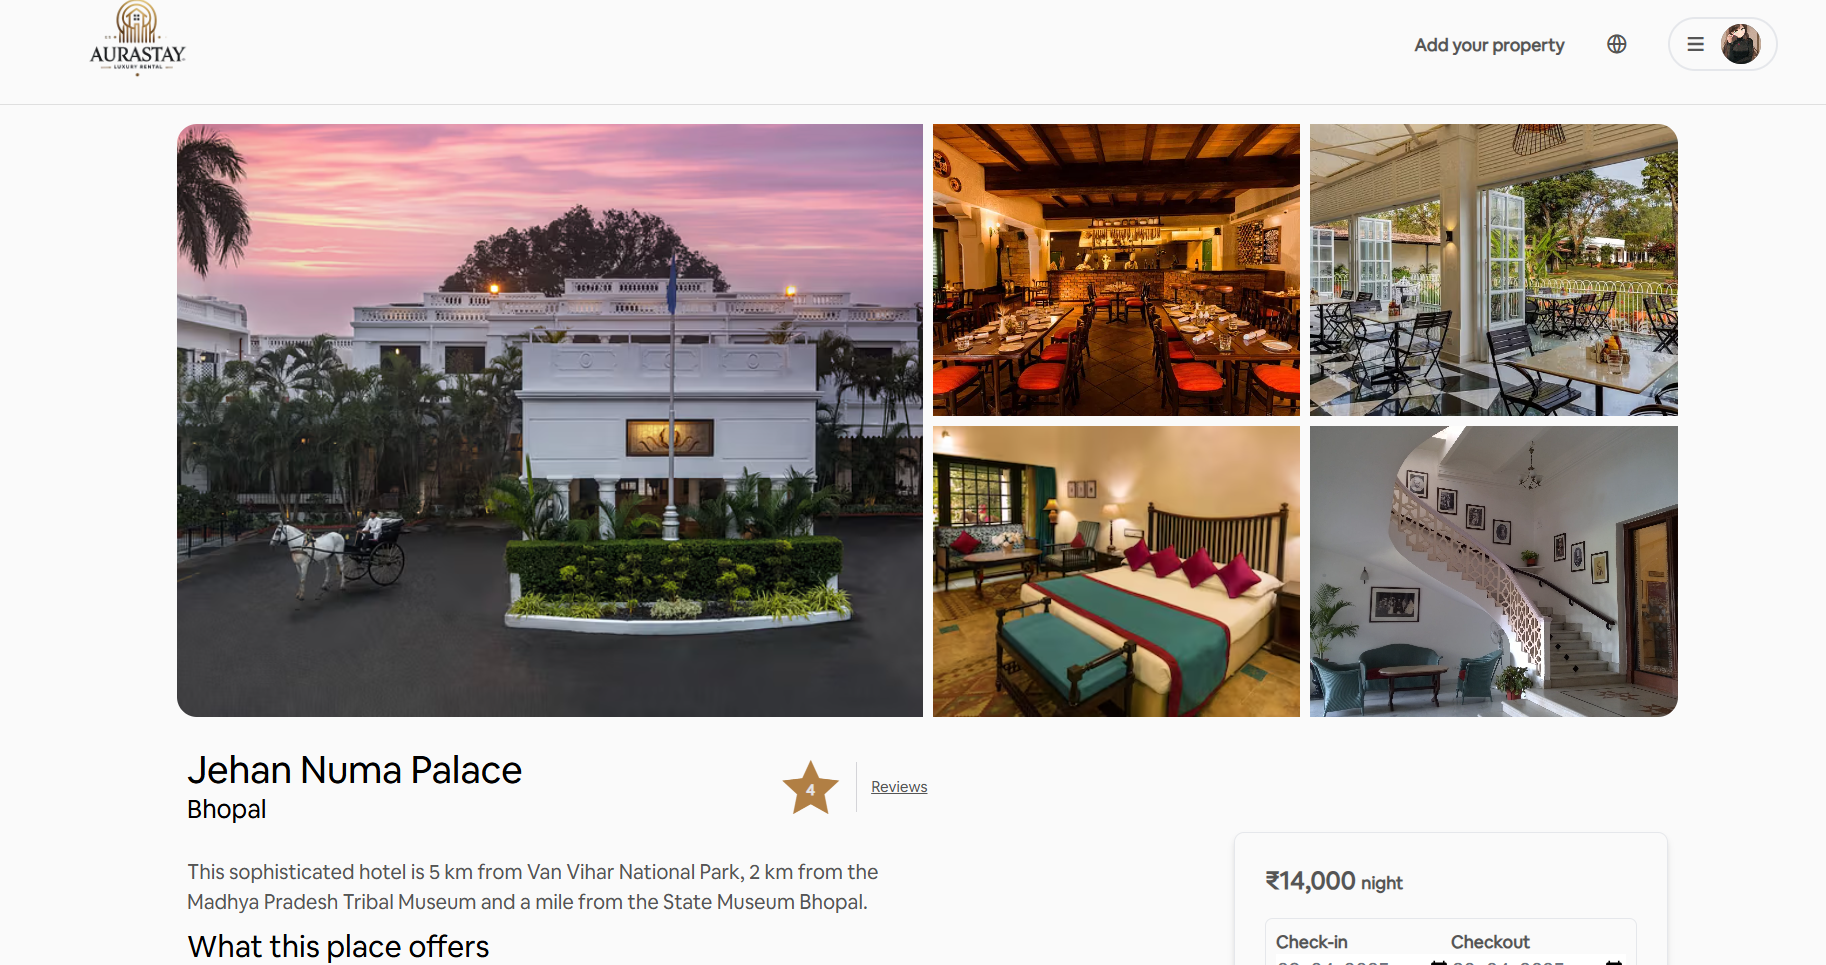 AURASTAY
LUXURY RENTAL
Add your property
Jehan Numa Palace
Bhopal
4
Reviews
This sophisticated hotel is 5 km from Van Vihar National Park, 2 km from the
Madhya Pradesh Tribal Museum and a mile from the State Museum Bhopal.
What this place offers
₹14,000 night
Check-in
Checkout